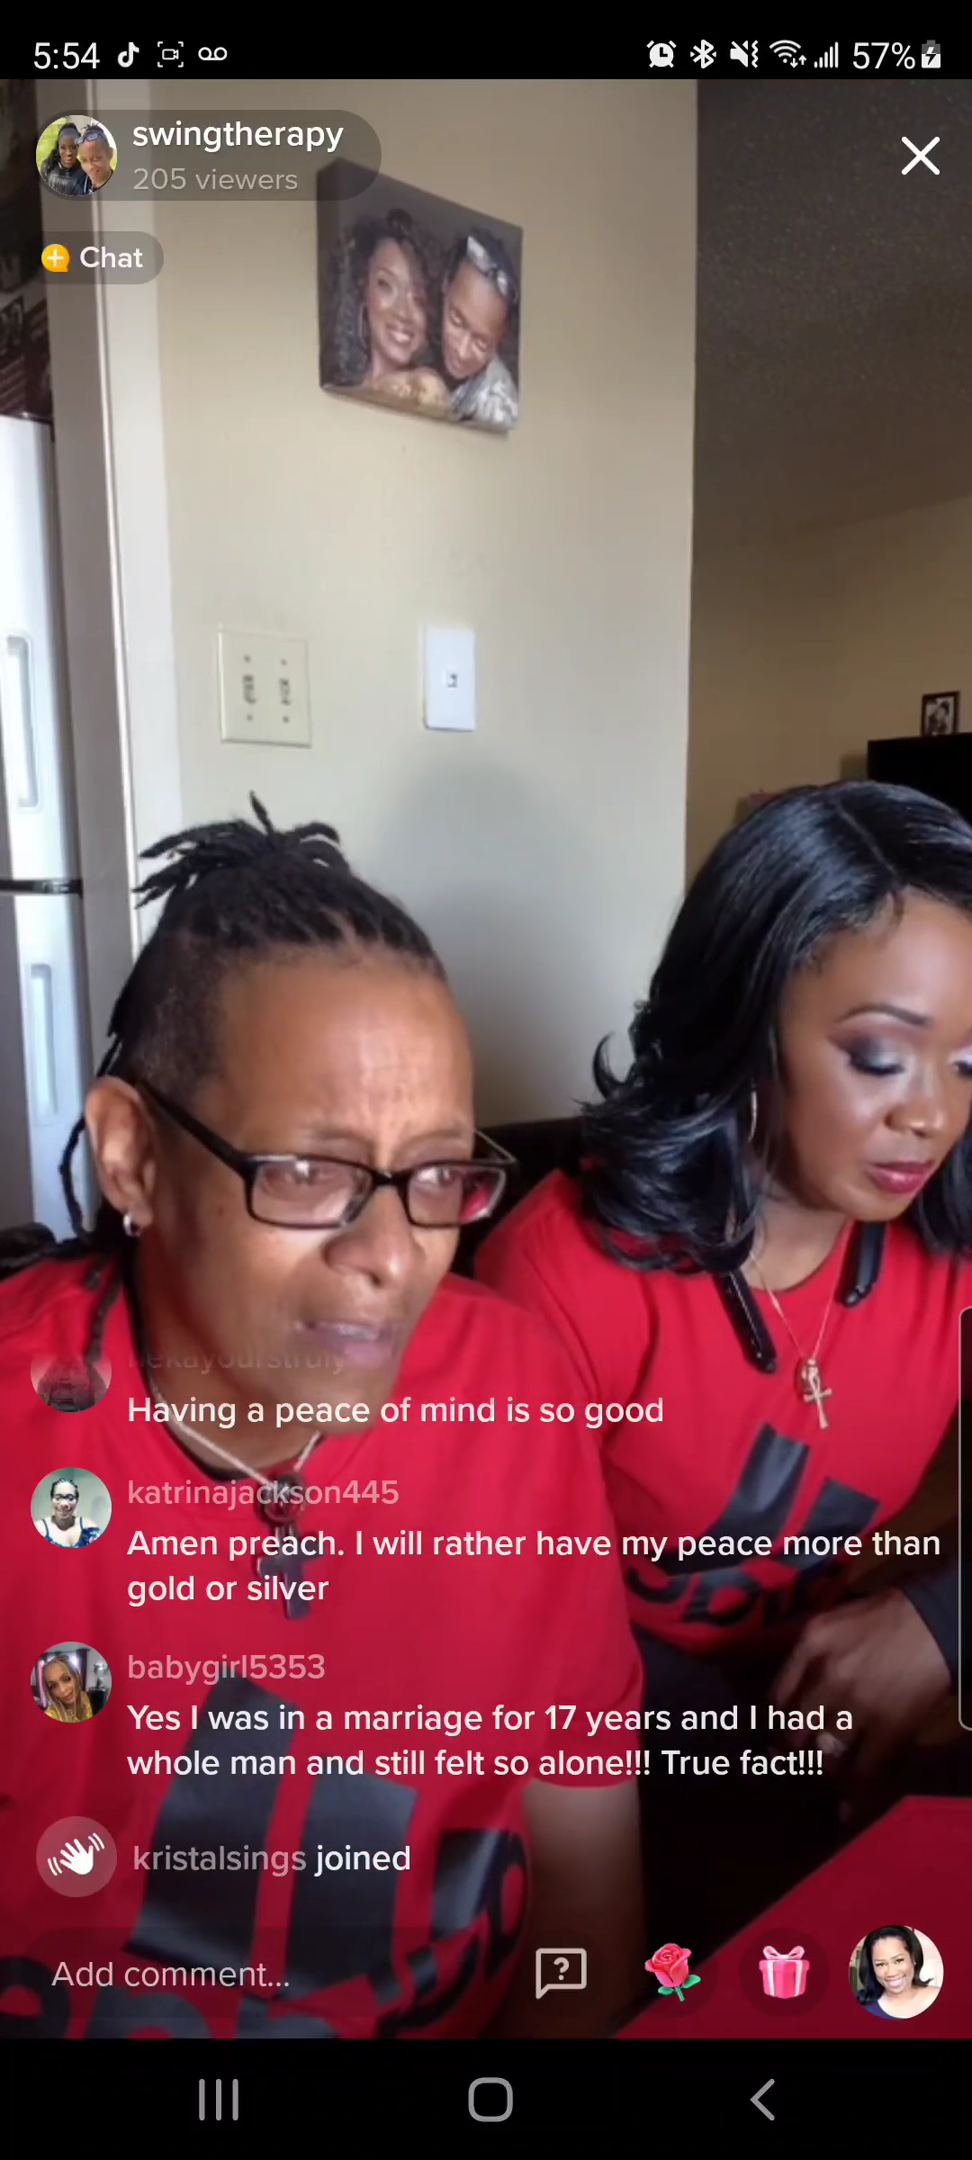 5:54
57%
swingtherapy
205 viewers
Chat
nekayourstruly
Having a peace of mind is so good
katrinajackson445
Amen preach. I will rather have my peace more than
gold or silver
babygirl5353
Yes I was in a marriage for 17 years and I had a
whole man and still felt so alone!!! True fact!!!
kristalsings joined
Add comment...